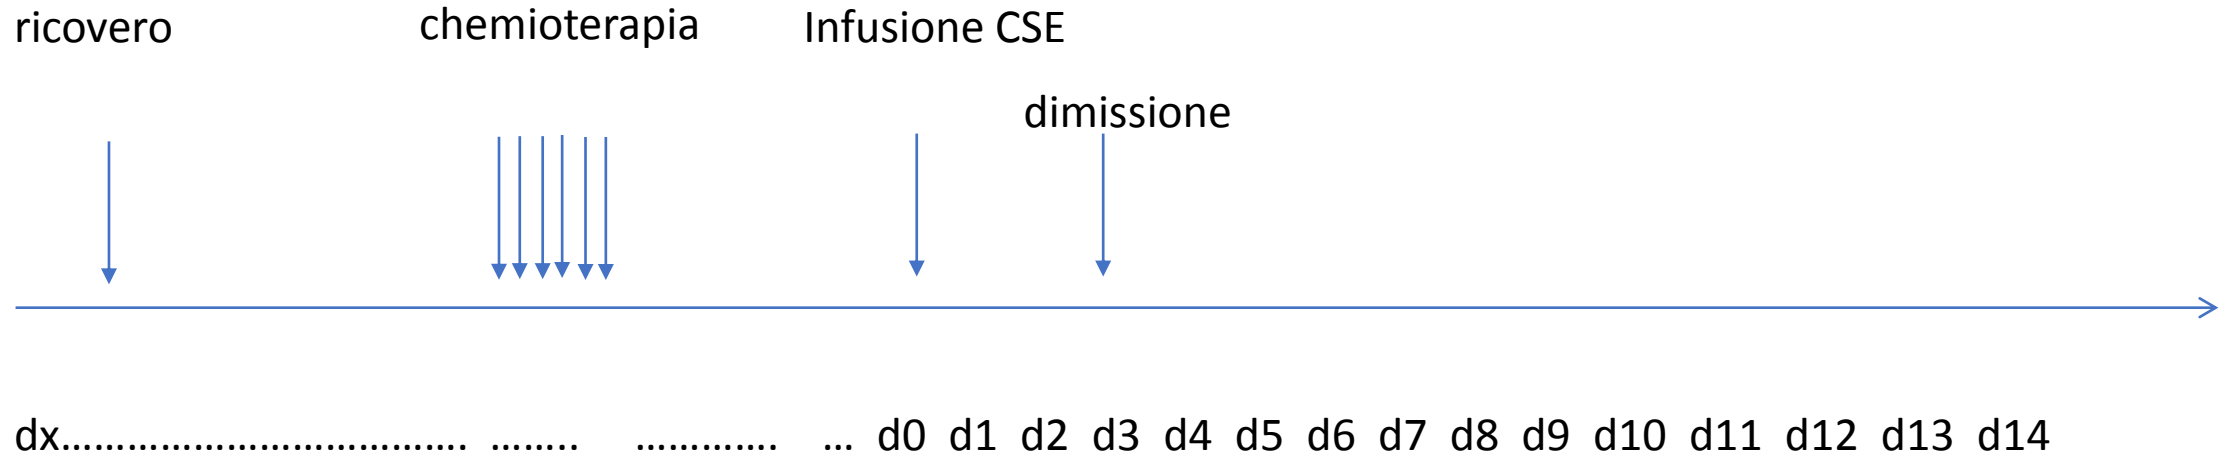 ricovero chemioterapia Infusione CSE
dimissione
dx………………………………. …….. …………. … d0 d1 d2 d3 d4 d5 d6 d7 d8 d9 d10 d11 d12 d13 d14